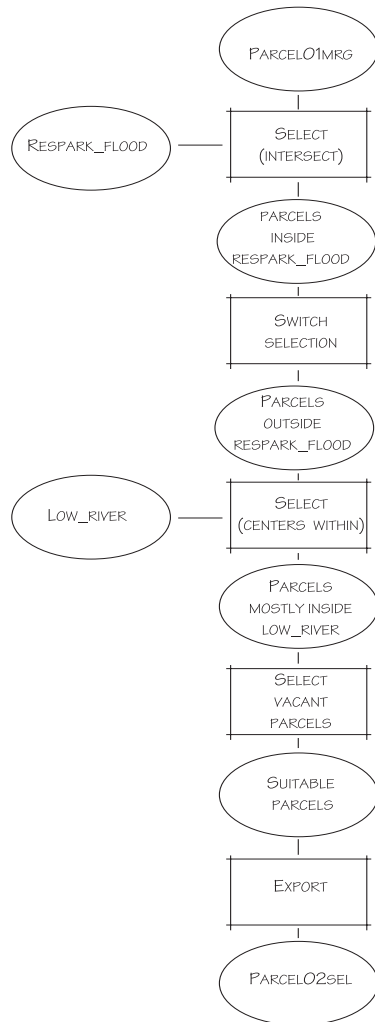 PARCEL01MRG
RESPARK_FLOOD
SELECT
(INTERSECT)
PARCELS
INSIDE
RESPARK_FLOOD
SWITCH
SELECTION
PARCELS
OUTSIDE
RESPARK_FLOOD
LOW_RIVER
SELECT
(CENTERS WITHIN)
PARCELS
MOSTLY INSIDE
LOW_RIVER
SELECT
VACANT
PARCELS
SUITABLE
PARCELS
EXPORT
PARCEL02SEL